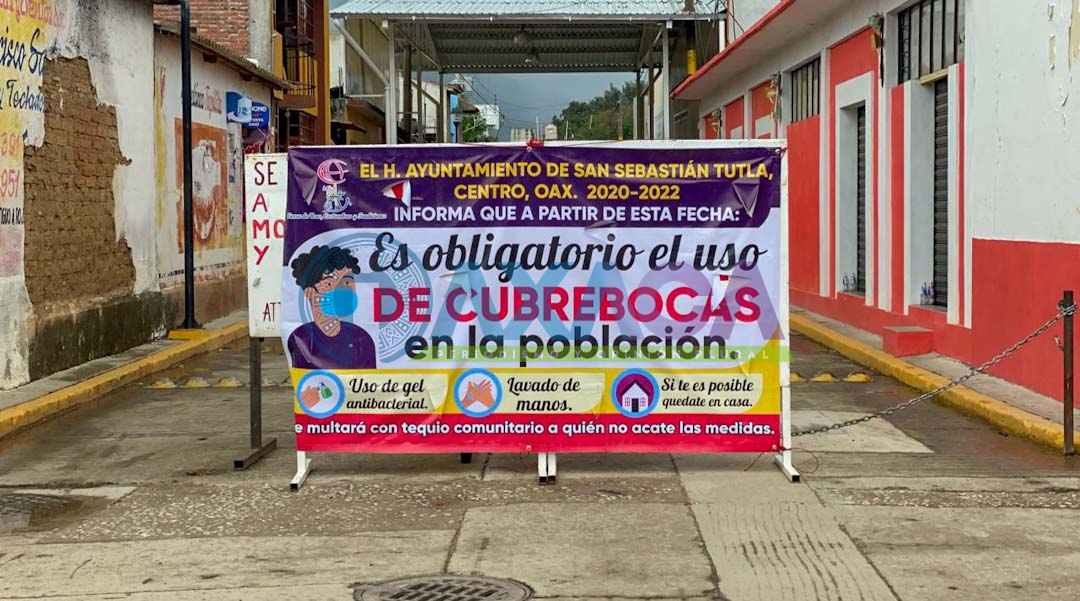 EL H. AYUNTAMIENTO DE SAN SEBASTIÁN TUTLA,
CENTRO, OAX. 2020-2022
INFORMA QUE A PARTIR DE ESTA FECHA:
Es obligatorio el uso
DE CUBREBOCAS
en la población.
Uso de gel
antibacterial.
Lavado de
manos.
Si te es posible
quedate en casa.
e multará con tequio comunitario a quién no acate las medidas.
SE
AMO
Y
AT
OAXACA